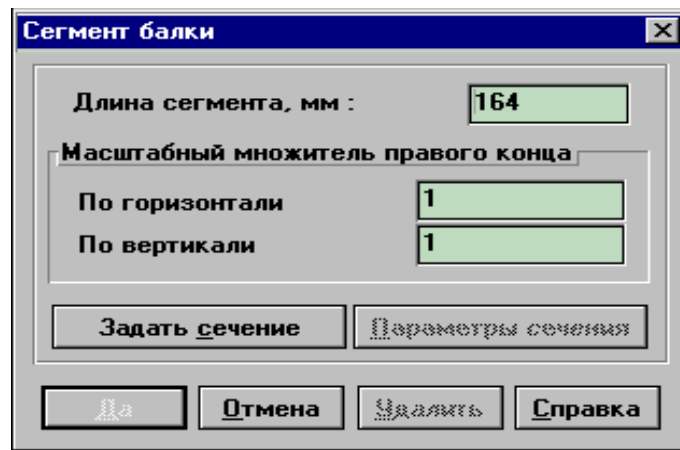 Сегмент балки
Длина сегмента, мм : 164
Масштабный множитель правого конца
По горизонтали 1
По вертикали 1
Задать сечение Параметры сечения
Да Отмена Удалить Справка